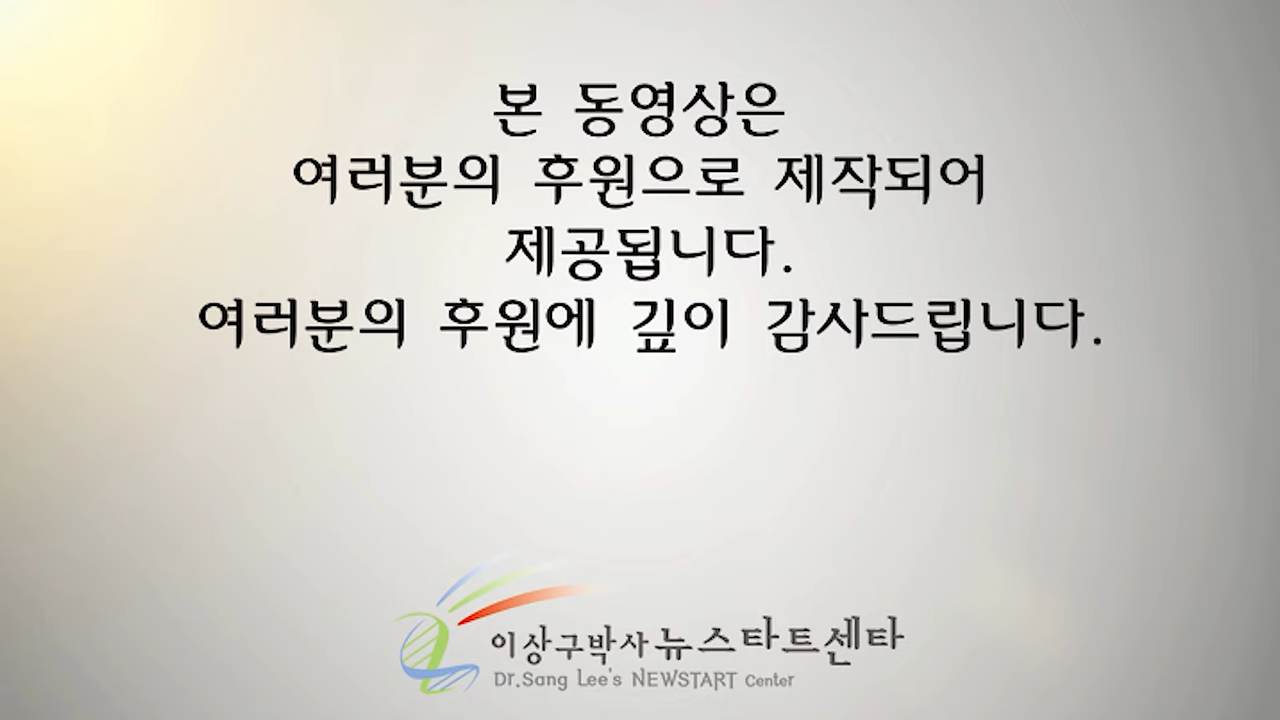 본 동영상은
여러분의 후원으로 제작되어
제공됩니다.
여러분의 후원에 깊이 감사드립니다.
이상구박사 뉴스타트센타
Dr.Sang Lee's NEWSTART Center